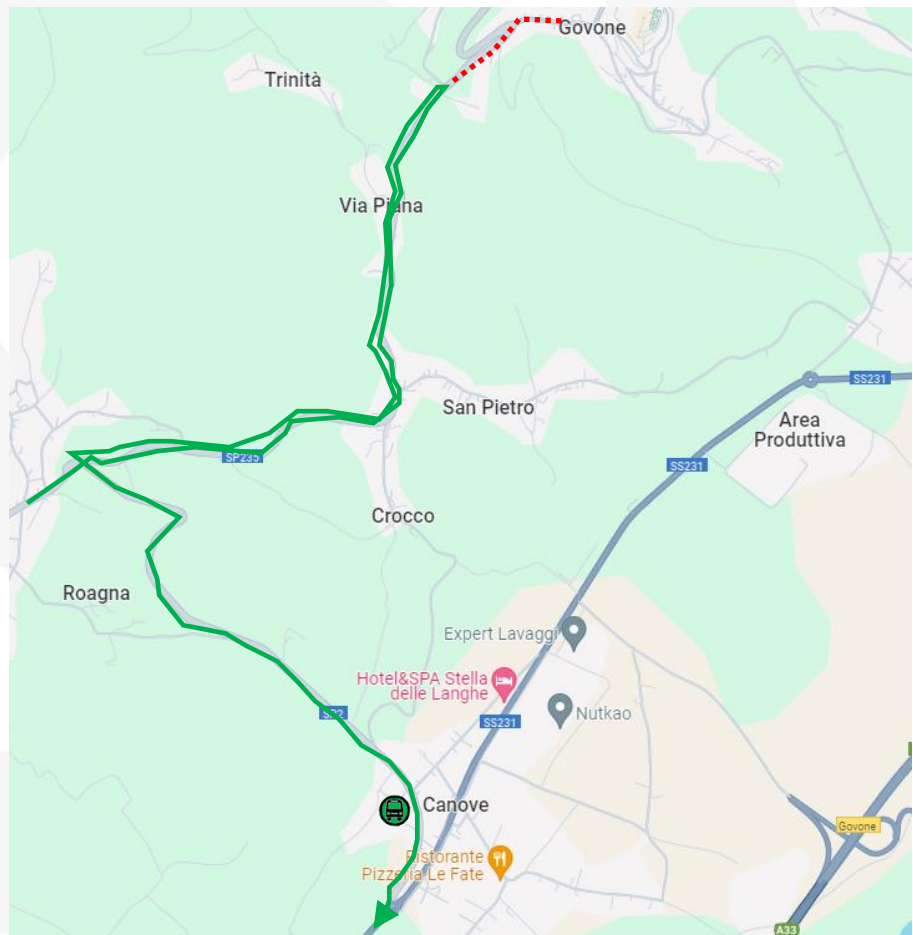 Govone
Trinità
Via Piana
SS231
San Pietro
Area
Produttiva
SP235
SS231
Crocco
Roagna
Expert Lavaggi
Hotel&SPA Stella
delle Langhe
SP2
SS231
Nutkao
Canove
Govone
Ristorante
Pizzeria Le Fate
A33